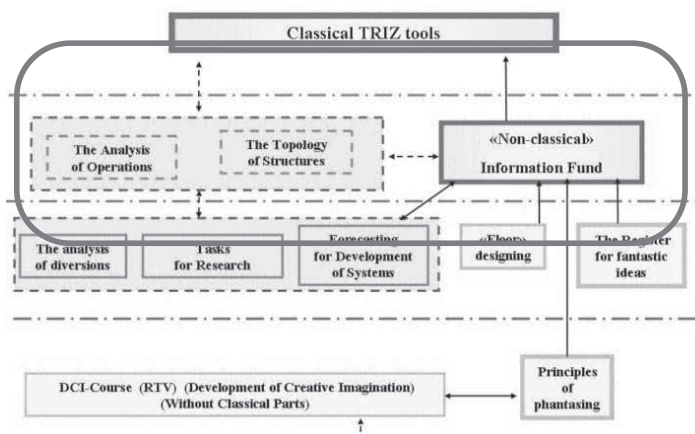 Classical TRIZ tools
The Analysis
of Operations
The Topology
of Structures
«Non-classical»
Information Fund
The analysis
of diversions
Tasks
for Research
Forecasting
for Development
of Systems
«Floor»
designing
The Register
for fantastic
ideas
DCI-Course (RTV) (Development of Creative Imagination)
(Without Classical Parts)
Principles
of
phantasing